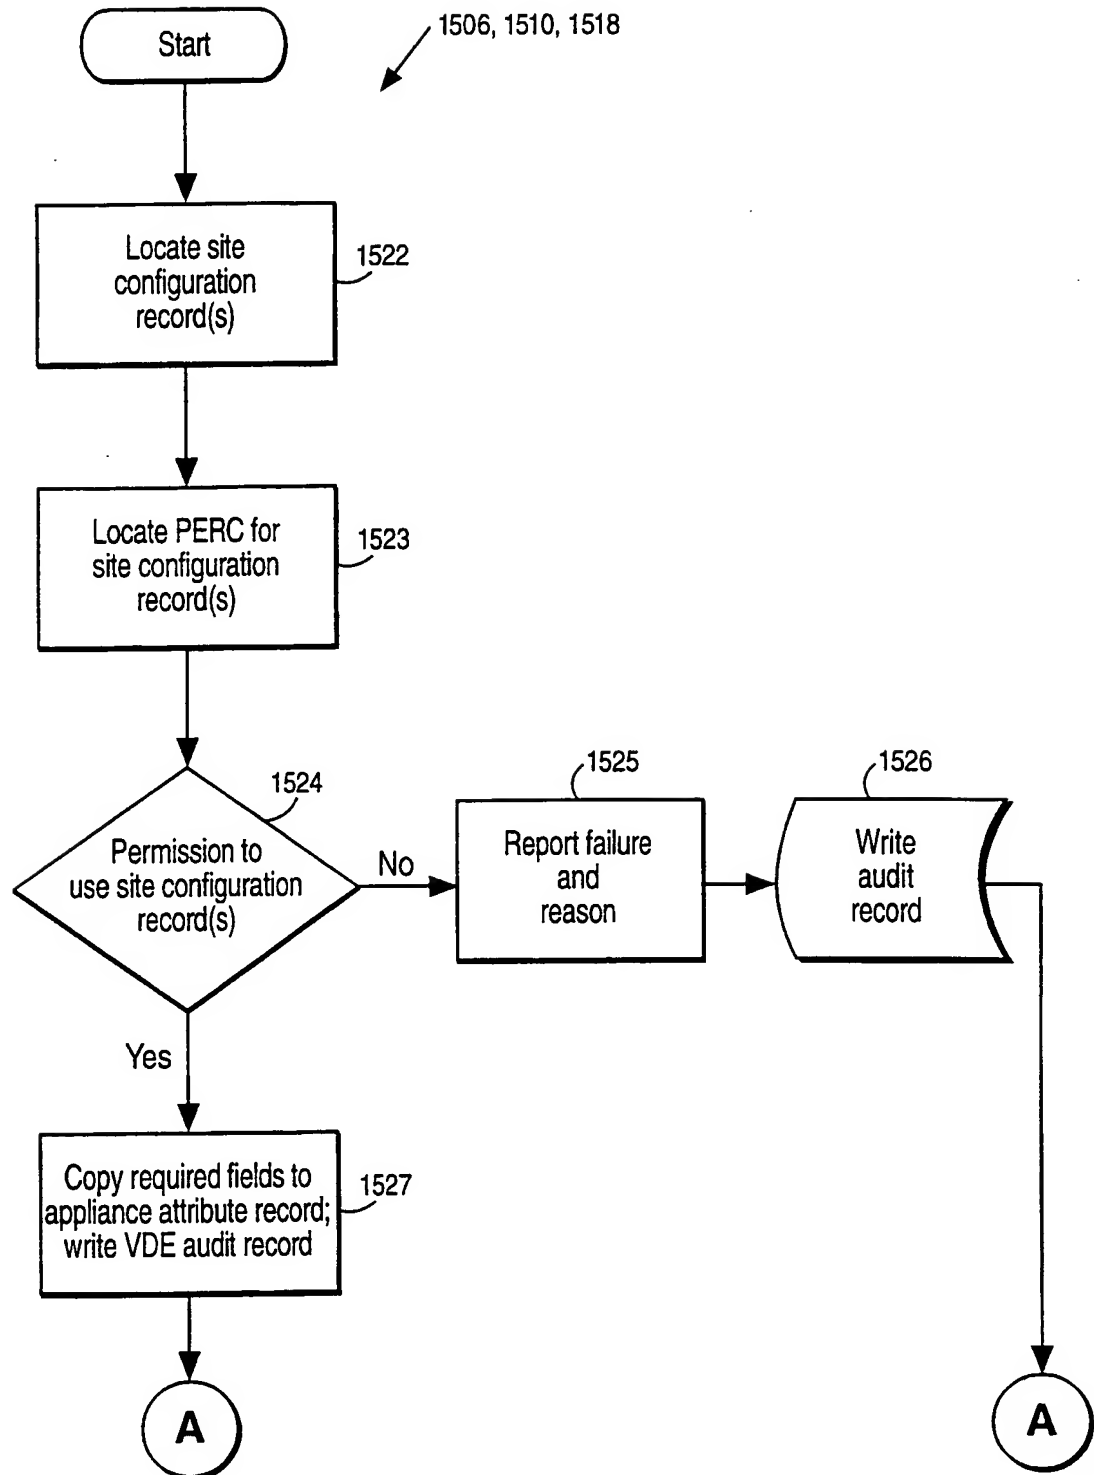 Start
1506, 1510, 1518
Locate site
configuration
record(s)
1522
Locate PERC for
site configuration
record(s)
1523
1524
Permission to
use site configuration
record(s)
No
1525
Report failure
and
reason
1526
Write
audit
record
Yes
Copy required fields to
appliance attribute record;
write VDE audit record
1527
A
A